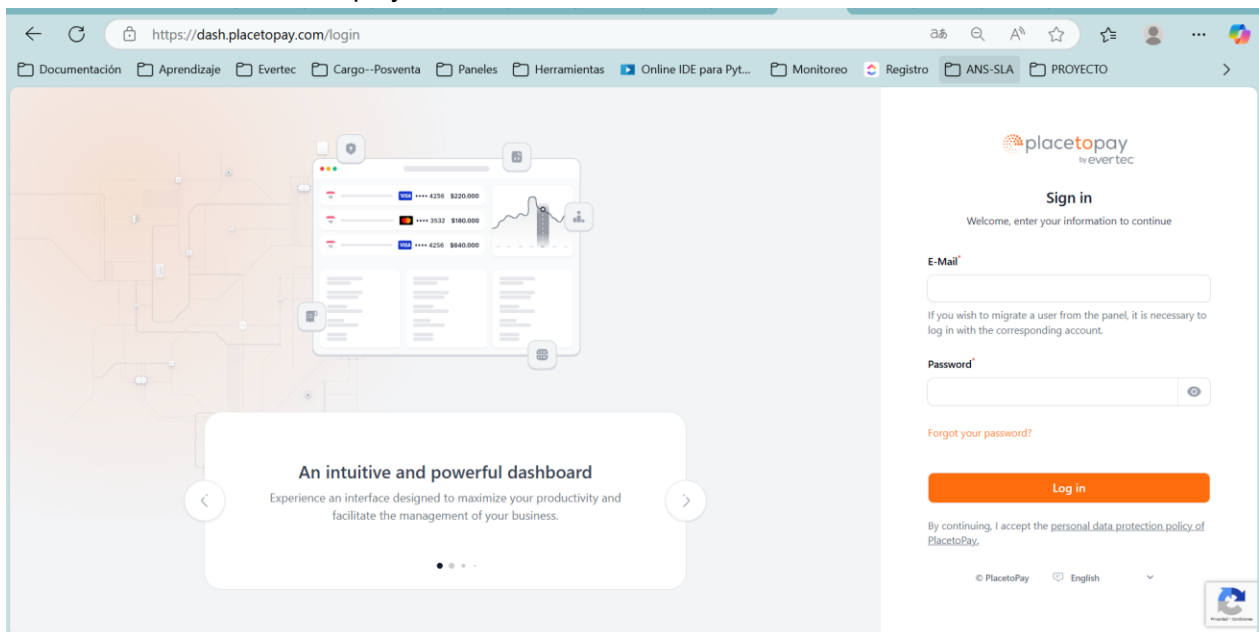 https://dash.placetopay.com/login
Documentación Aprendizaje Evertec Cargo--Posventa Paneles Herramientas Online IDE para Pyt... Monitoreo Registro ANS-SLA PROYECTO
VISA •••• 4256 $220.000
•••• 3532 $180.000
VISA •••• 4256 $640.000
An intuitive and powerful dashboard
Experience an interface designed to maximize your productivity and
facilitate the management of your business.
placetopay
by evertec
Sign in
Welcome, enter your information to continue
E-Mail*
If you wish to migrate a user from the panel, it is necessary to
log in with the corresponding account.
Password*
Forgot your password?
Log in
By continuing, I accept the personal data protection policy of
PlacetoPay.
© PlacetoPay English